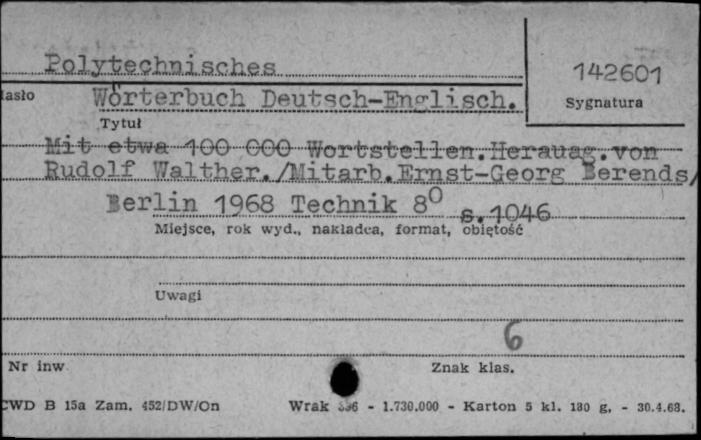 Polytechnisches
142601
Hasło Wörterbuch Deutsch-Englisch.
Sygnatura
Tytuł
Mit etwa 100 000 Wortstellen.Herauag.von
Rudolf Walther./Mitarb.Ernst-Georg Berends/
Berlin 1968 Technik 8⁰ s.1046
Miejsce, rok wyd., nakładca, format, objętość
Uwagi
6
Nr inw
Znak klas.
CWD B 15a Zam. 452/DW/On Wrak - 1.730.000 - Karton 5 kl. 180 g. - 30.4.68.